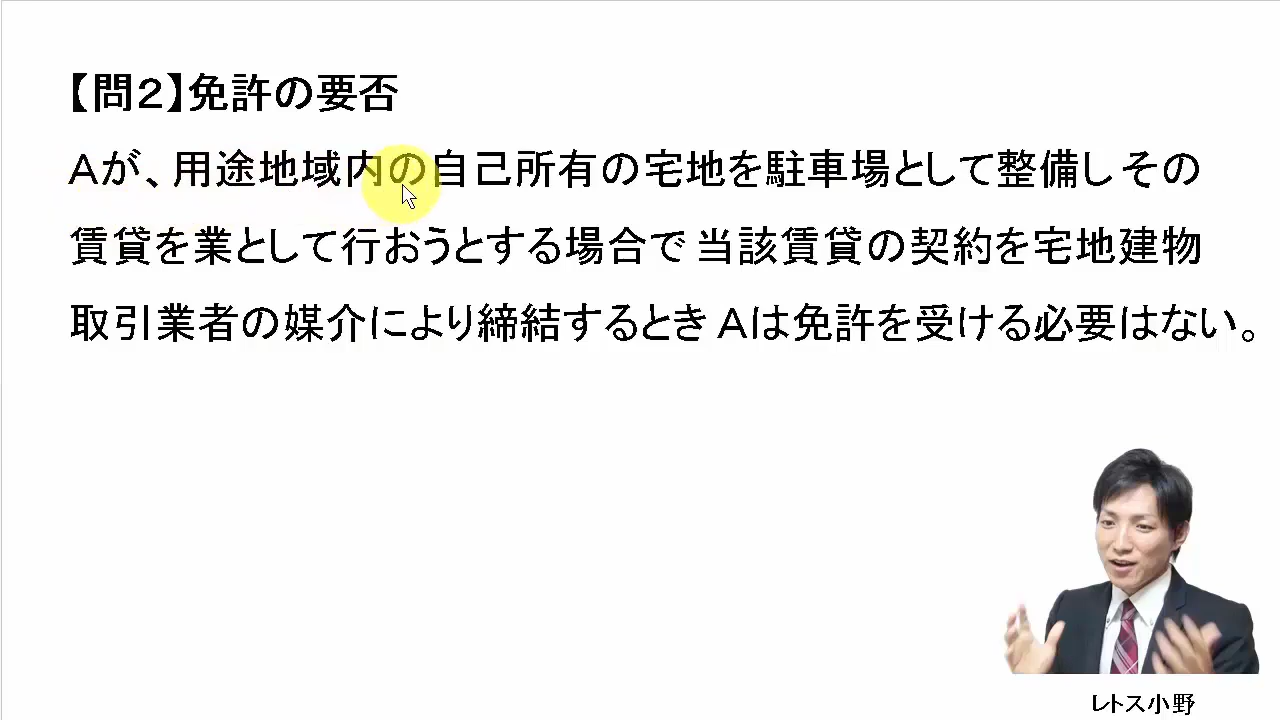 【問２】免許の要否
Ａが、用途地域内の自己所有の宅地を駐車場として整備し その
賃貸を業として行おうとする場合で 当該賃貸の契約を宅地建物
取引業者の媒介により締結するとき Ａは免許を受ける必要はない。
レトス小野